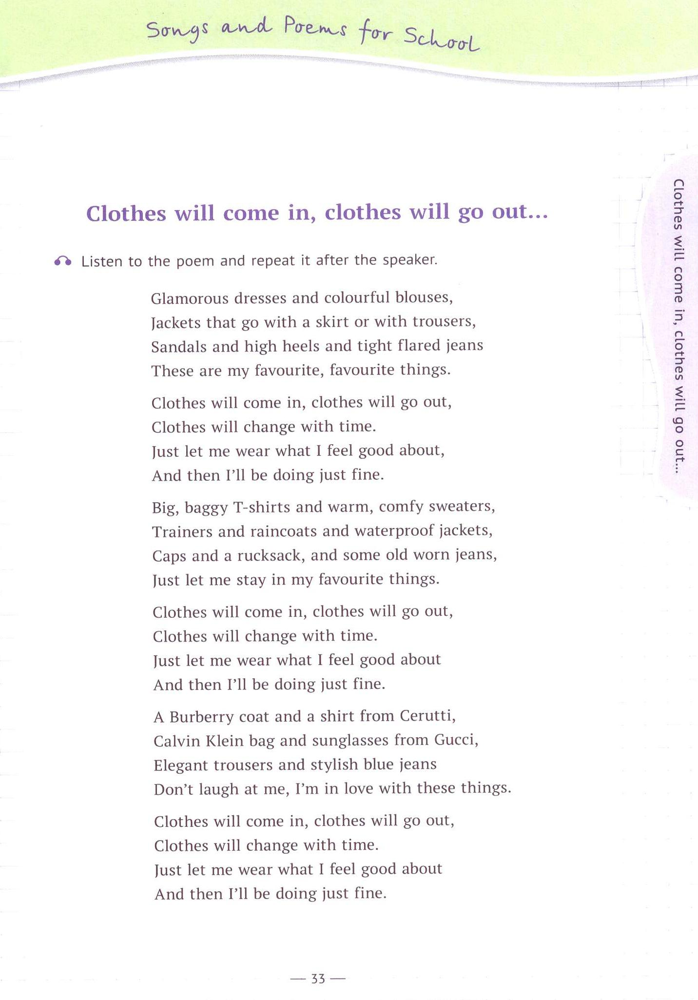 Songs and Poems for School
Clothes will come in, clothes will go out...
Listen to the poem and repeat it after the speaker.
Glamorous dresses and colourful blouses,
Jackets that go with a skirt or with trousers,
Sandals and high heels and tight flared jeans
These are my favourite, favourite things.
Clothes will come in, clothes will go out,
Clothes will change with time.
Just let me wear what I feel good about,
And then I'll be doing just fine.
Big, baggy T-shirts and warm, comfy sweaters,
Trainers and raincoats and waterproof jackets,
Caps and a rucksack, and some old worn jeans,
Just let me stay in my favourite things.
Clothes will come in, clothes will go out,
Clothes will change with time.
Just let me wear what I feel good about
And then I'll be doing just fine.
A Burberry coat and a shirt from Cerutti,
Calvin Klein bag and sunglasses from Gucci,
Elegant trousers and stylish blue jeans
Don't laugh at me, I'm in love with these things.
Clothes will come in, clothes will go out,
Clothes will change with time.
Just let me wear what I feel good about
And then I'll be doing just fine.
— 33 —
Clothes will come in, clothes will go out...